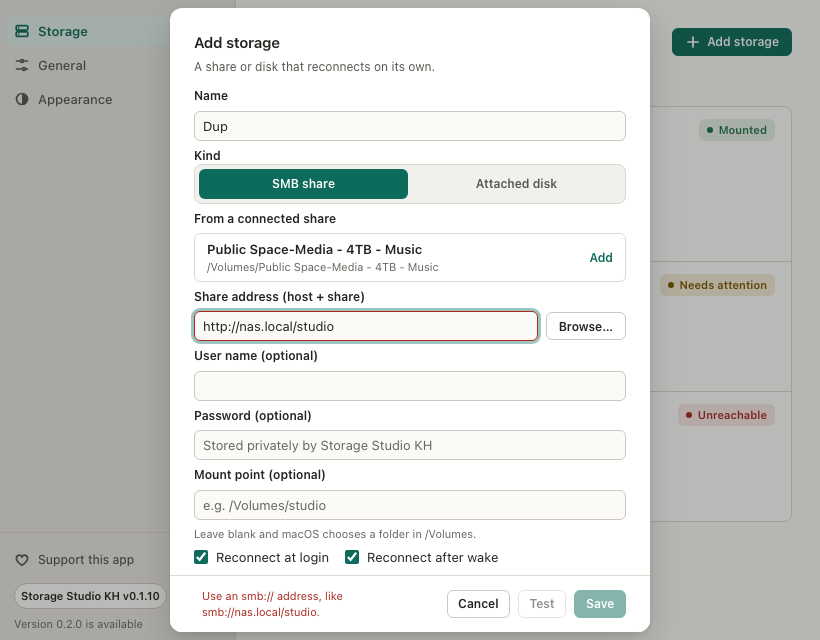 Storage
General
Appearance
Support this app
Storage Studio KH v0.1.10
Version 0.2.0 is available
Add storage
Mounted
Needs attention
Unreachable
Add storage
A share or disk that reconnects on its own.
Name
Dup
Kind
SMB share
Attached disk
From a connected share
Public Space-Media - 4TB - Music
/Volumes/Public Space-Media - 4TB - Music
Add
Share address (host + share)
http://nas.local/studio
Browse...
User name (optional)
Password (optional)
Stored privately by Storage Studio KH
Mount point (optional)
e.g. /Volumes/studio
Leave blank and macOS chooses a folder in /Volumes.
Reconnect at login
Reconnect after wake
Use an smb:// address, like
smb://nas.local/studio.
Cancel
Test
Save